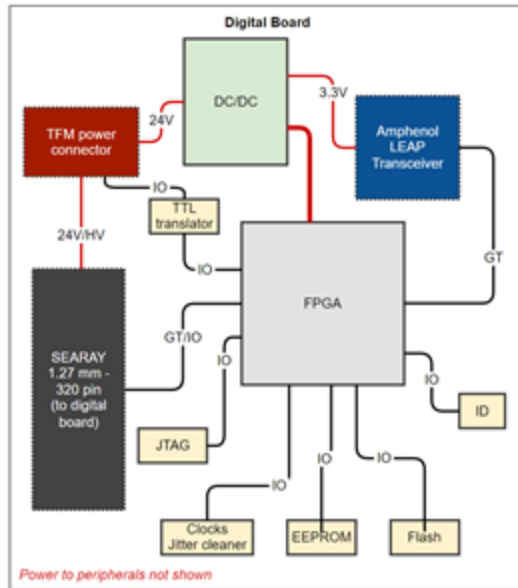 Digital Board
DC/DC
3.3V
24V
TFM power
connector
Amphenol
LEAP
Transceiver
IO
TTL
translator
24V/HV
IO
GT
FPGA
SEARAY
1.27 mm -
320 pin
(to digital
board)
GT/IO
IO
IO
ID
JTAG
IO
IO
IO
Clocks
Jitter cleaner
EEPROM
Flash
Power to peripherals not shown